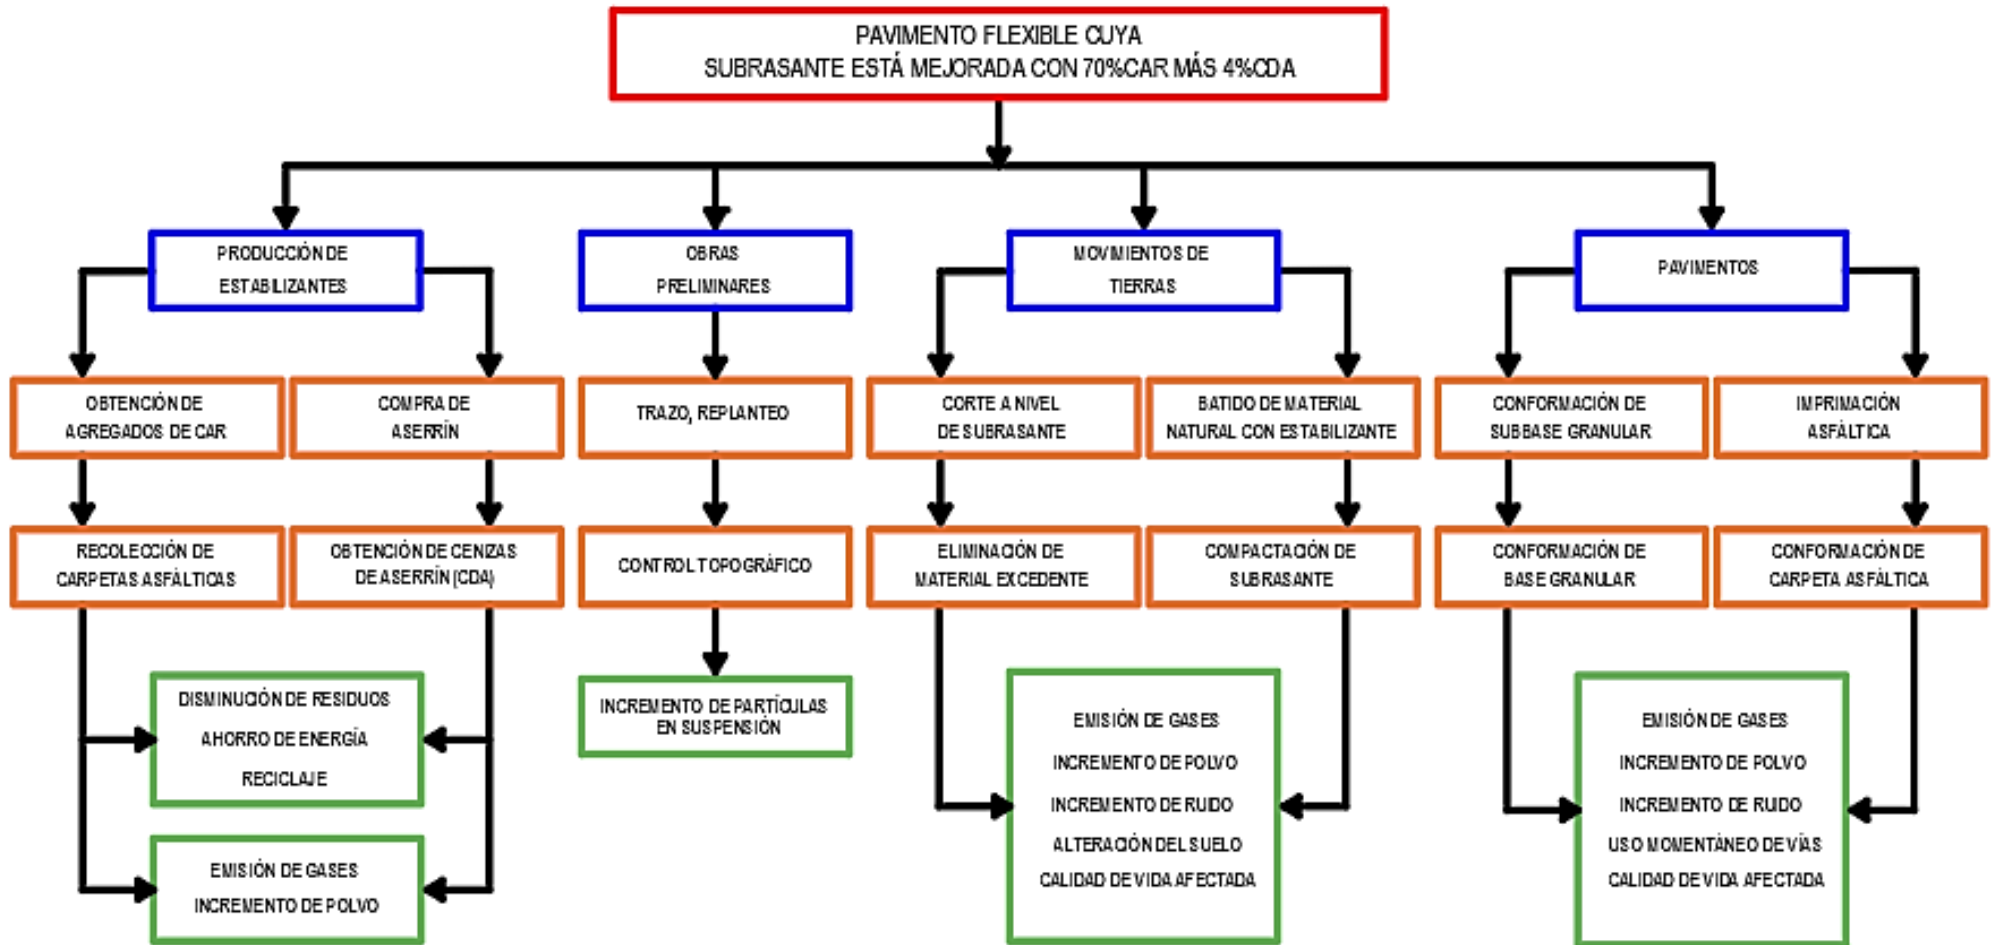 PAVIMENTO FLEXIBLE CUYA
SUBRASANTE ESTÁ MEJORADA CON 70%CAR MÁS 4%CDA
PRODUCCIÓN DE
ESTABILIZANTES
OBRAS
PRELIMINARES
MOVIMIENTOS DE
TIERRAS
PAVIMENTOS
OBTENCIÓN DE
AGREGADOS DE CAR
COMPRA DE
ASERRÍN
TRAZO, REPLANTEO
CORTE A NIVEL
DE SUBRASANTE
BATIDO DE MATERIAL
NATURAL CON ESTABILIZANTE
CONFORMACIÓN DE
SUBBASE GRANULAR
IMPRIMACIÓN
ASFÁLTICA
RECOLECCIÓN DE
CARPETAS ASFÁLTICAS
OBTENCIÓN DE CENIZAS
DE ASERRÍN (CDA)
CONTROL TOPOGRÁFICO
ELIMINACIÓN DE
MATERIAL EXCEDENTE
COMPACTACIÓN DE
SUBRASANTE
CONFORMACIÓN DE
BASE GRANULAR
CONFORMACIÓN DE
CARPETA ASFÁLTICA
DISMINUCIÓN DE RESIDUOS
AHORRO DE ENERGÍA
RECICLAJE
EMISIÓN DE GASES
INCREMENTO DE POLVO
INCREMENTO DE PARTÍCULAS
EN SUSPENSIÓN
EMISIÓN DE GASES
INCREMENTO DE POLVO
INCREMENTO DE RUIDO
ALTERACIÓN DEL SUELO
CALIDAD DE VIDA AFECTADA
EMISIÓN DE GASES
INCREMENTO DE POLVO
INCREMENTO DE RUIDO
USO MOMENTÁNEO DE VÍAS
CALIDAD DE VIDA AFECTADA